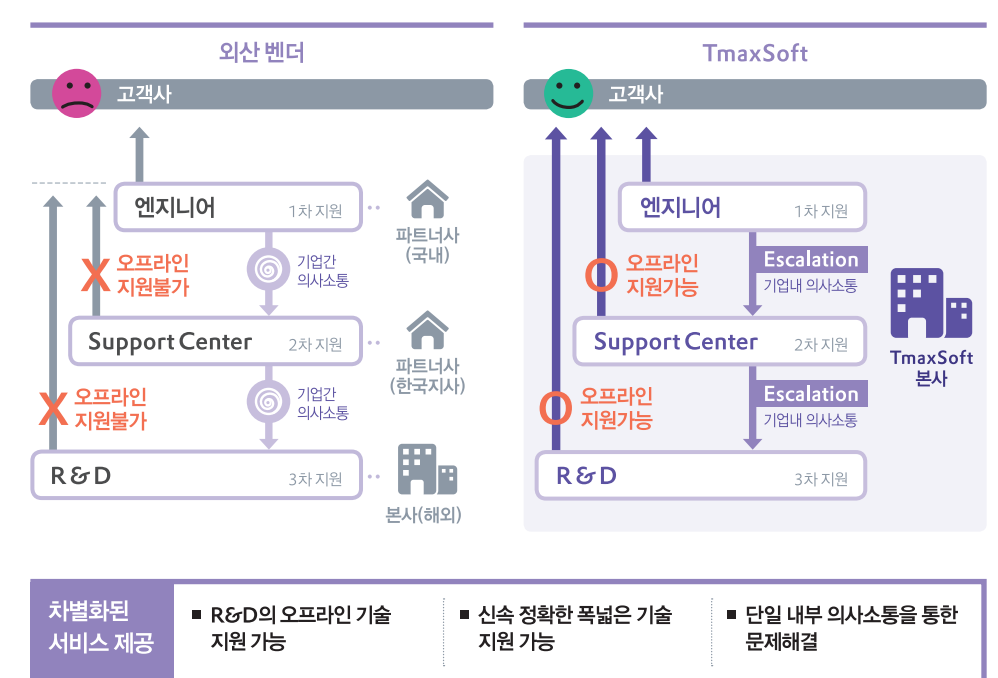 외산 벤더
고객사
엔지니어
1차 지원
파트너사
(국내)
X 오프라인
지원불가
기업간
의사소통
Support Center
2차 지원
파트너사
(한국지사)
X 오프라인
지원불가
기업간
의사소통
R&D
3차 지원
본사(해외)
TmaxSoft
고객사
엔지니어
1차 지원
O 오프라인
지원가능
Escalation
기업내 의사소통
Support Center
2차 지원
TmaxSoft
본사
O 오프라인
지원가능
Escalation
기업내 의사소통
R&D
3차 지원
차별화된
서비스 제공
■ R&D의 오프라인 기술
지원 가능
■ 신속 정확한 폭넓은 기술
지원 가능
■ 단일 내부 의사소통을 통한
문제해결